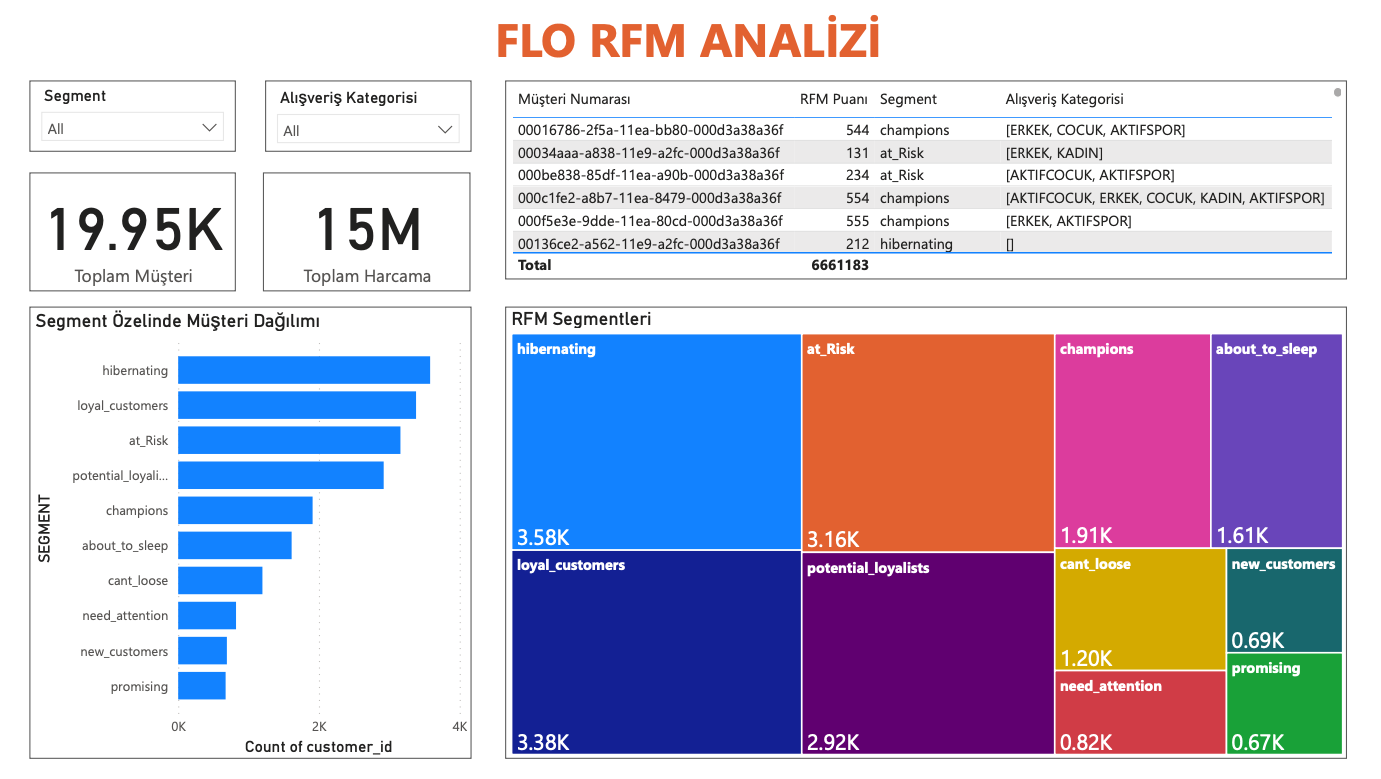 FLO RFM ANALİZİ
Segment
All
Alışveriş Kategorisi
All
19.95K
Toplam Müşteri
15M
Toplam Harcama
Müşteri Numarası RFM Puanı Segment Alışveriş Kategorisi
00016786-2f5a-11ea-bb80-000d3a38a36f 544 champions [ERKEK, COCUK, AKTIFSPOR]
00034aaa-a838-11e9-a2fc-000d3a38a36f 131 at_Risk [ERKEK, KADIN]
000be838-85df-11ea-a90b-000d3a38a36f 234 at_Risk [AKTIFCOCUK, AKTIFSPOR]
000c1fe2-a8b7-11ea-8479-000d3a38a36f 554 champions [AKTIFCOCUK, ERKEK, COCUK, KADIN, AKTIFSPOR]
000f5e3e-9dde-11ea-80cd-000d3a38a36f 555 champions [ERKEK, AKTIFSPOR]
00136ce2-a562-11e9-a2fc-000d3a38a36f 212 hibernating []
Total 6661183
Segment Özelinde Müşteri Dağılımı
SEGMENT
hibernating
loyal_customers
at_Risk
potential_loyali...
champions
about_to_sleep
cant_loose
need_attention
new_customers
promising
0K 2K 4K
Count of customer_id
RFM Segmentleri
hibernating
3.58K
at_Risk
3.16K
champions
1.91K
about_to_sleep
1.61K
loyal_customers
3.38K
potential_loyalists
2.92K
cant_loose
1.20K
new_customers
0.69K
need_attention
0.82K
promising
0.67K